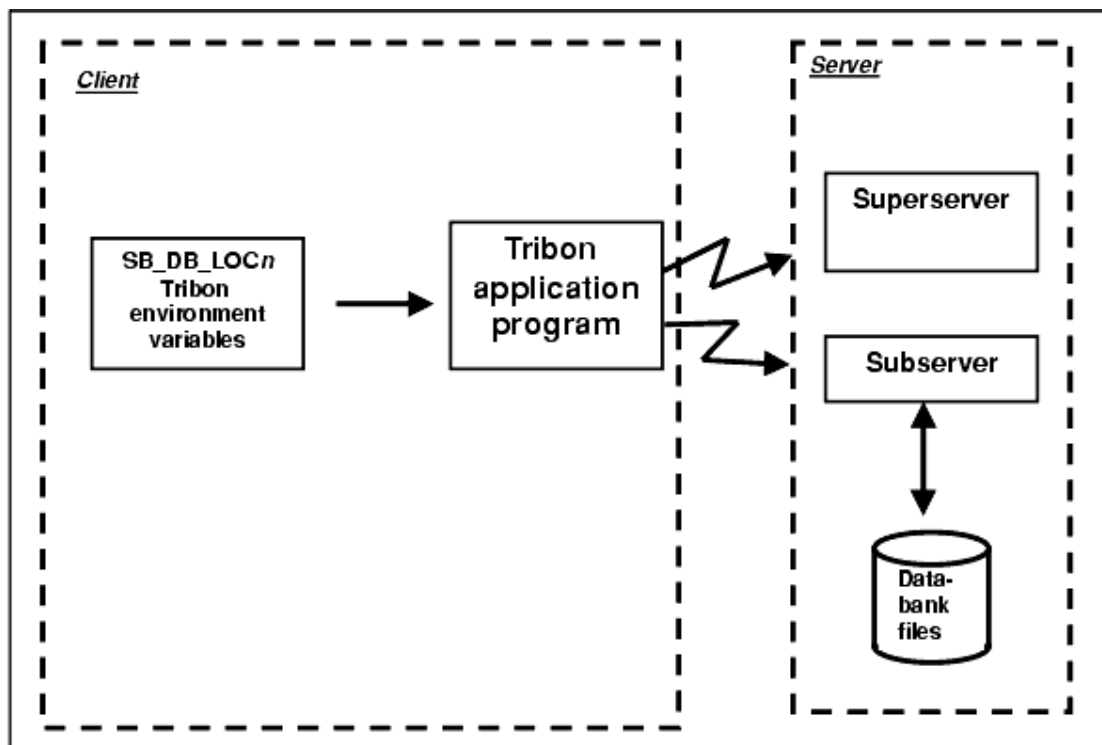 Client
SB_DB_LOCn
Tribon
environment
variables
Tribon
application
program
Server
Superserver
Subserver
Data-
bank
files